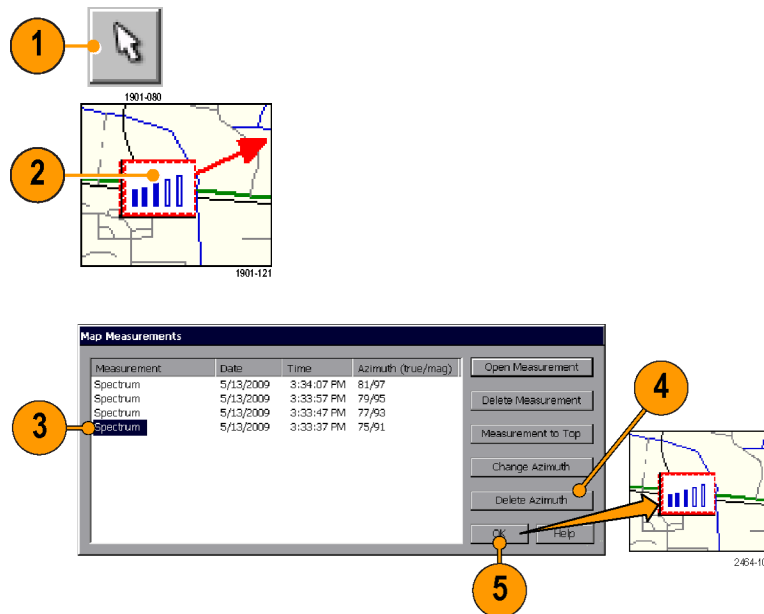 1
1901-080
2
1901-121
Map Measurements
Measurement Date Time Azimuth (true/mag)
Spectrum 5/13/2009 3:34:07 PM 81/97
Spectrum 5/13/2009 3:33:57 PM 79/95
Spectrum 5/13/2009 3:33:47 PM 77/93
Spectrum 5/13/2009 3:33:37 PM 75/91
Open Measurement
Delete Measurement
Measurement to Top
Change Azimuth
Delete Azimuth
OK Help
3
4
5